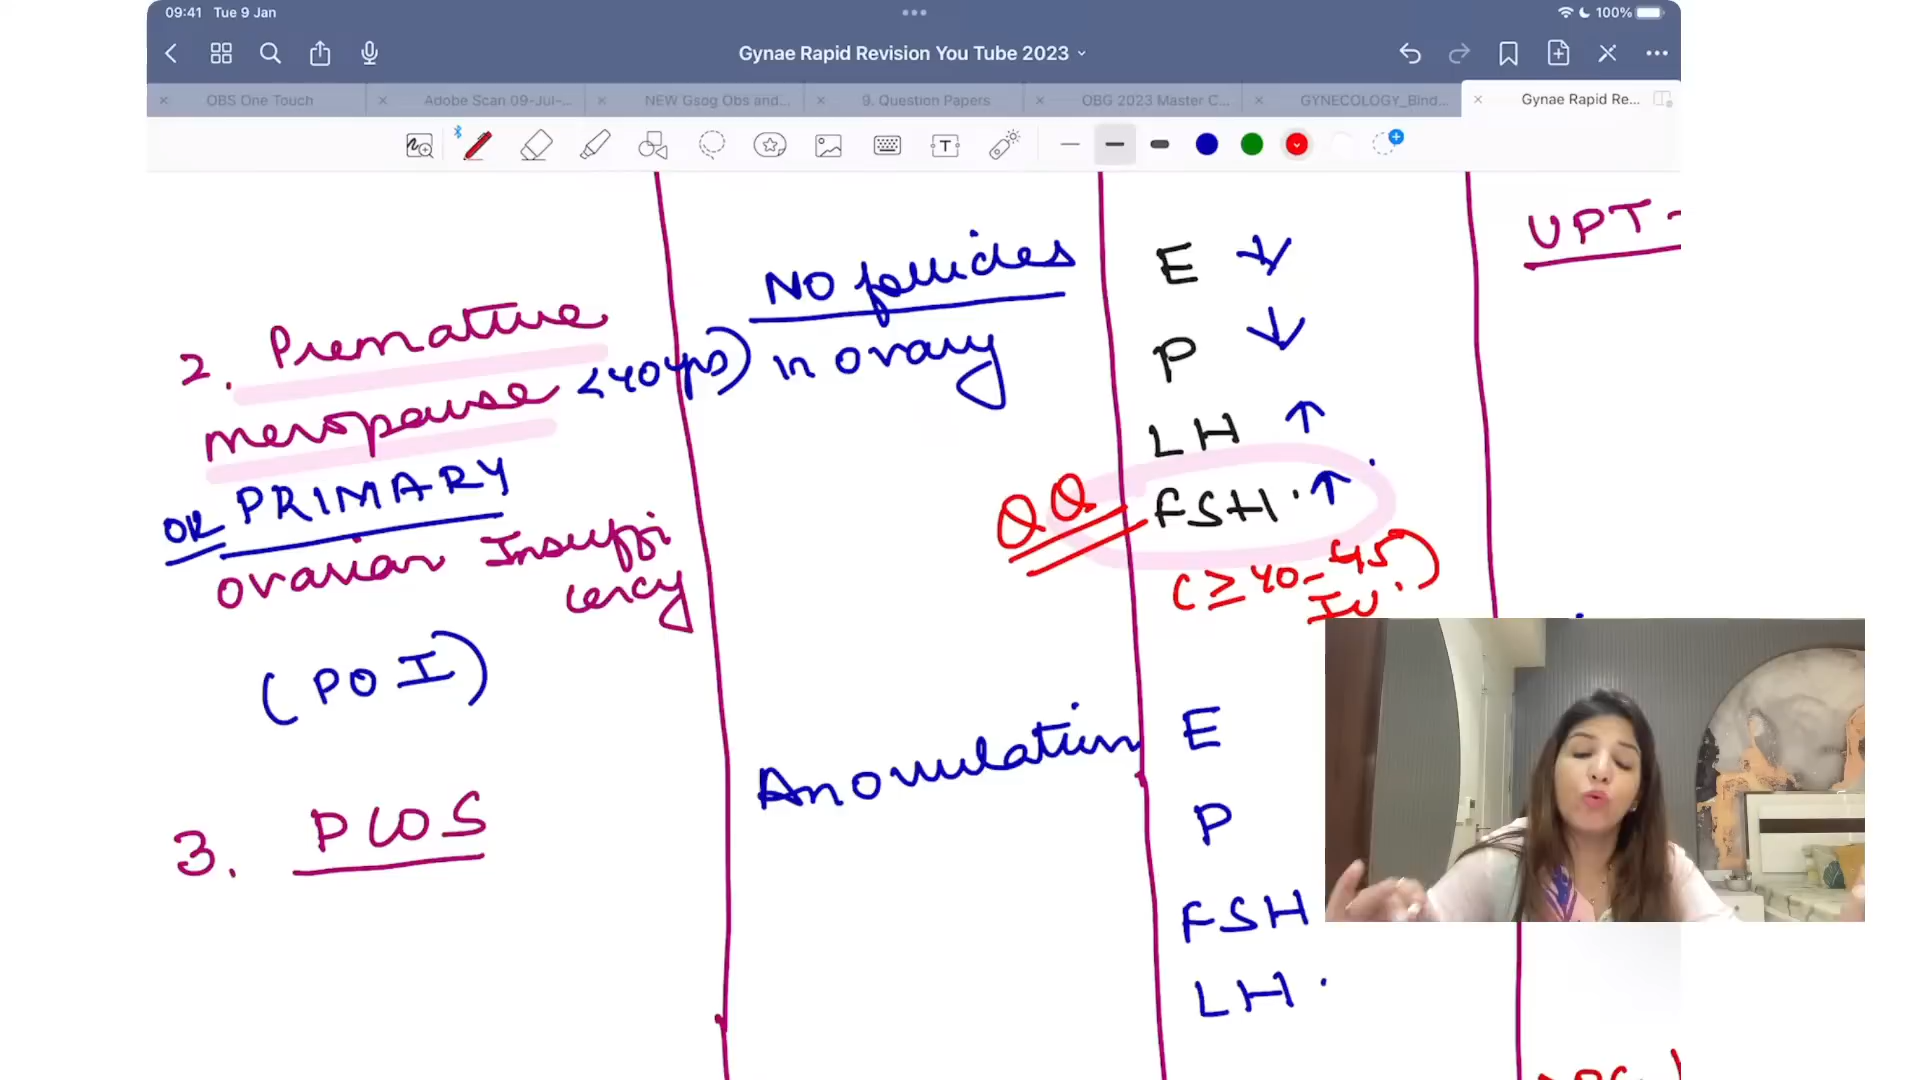 09:41 Tue 9 Jan
100%
Gynae Rapid Revision You Tube 2023
OBS One Touch
Adobe Scan 09-Jul-...
NEW Gsog Obs and...
9. Question Papers
OBG 2023 Master C...
GYNECOLOGY_Bind...
Gynae Rapid Re...
UPT -
2. Premature
menopause <40yrs)
OR PRIMARY
ovarian Insuffi
ciency
(POI)
NO follicles
in ovary
E ↓
P ↓
LH ↑
FSH ↑
(≥40-45
IU)
3. PCOS
Anovulation
E
P
FSH
LH